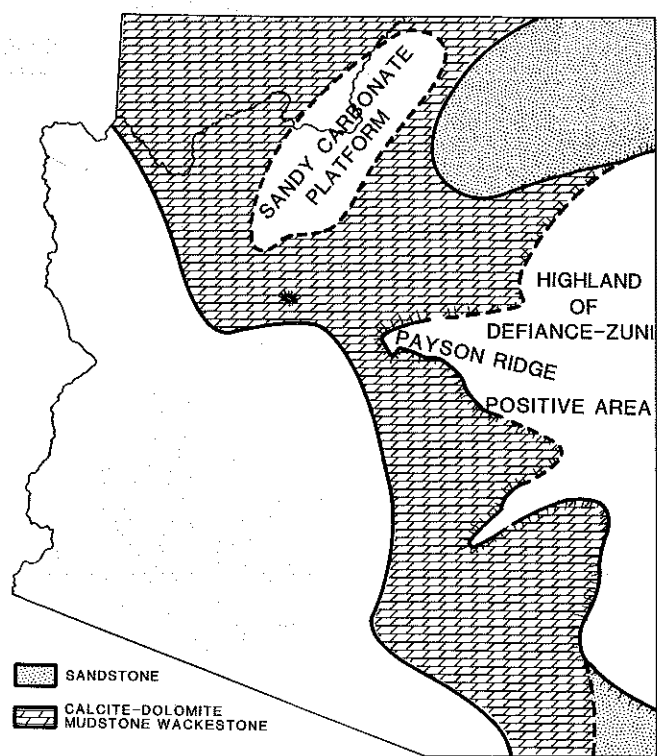 SANDY CARBONATE
PLATFORM
HIGHLAND
OF
DEFIANCE-ZUNI
PAYSON RIDGE
POSITIVE AREA
SANDSTONE
CALCITE-DOLOMITE
MUDSTONE WACKESTONE